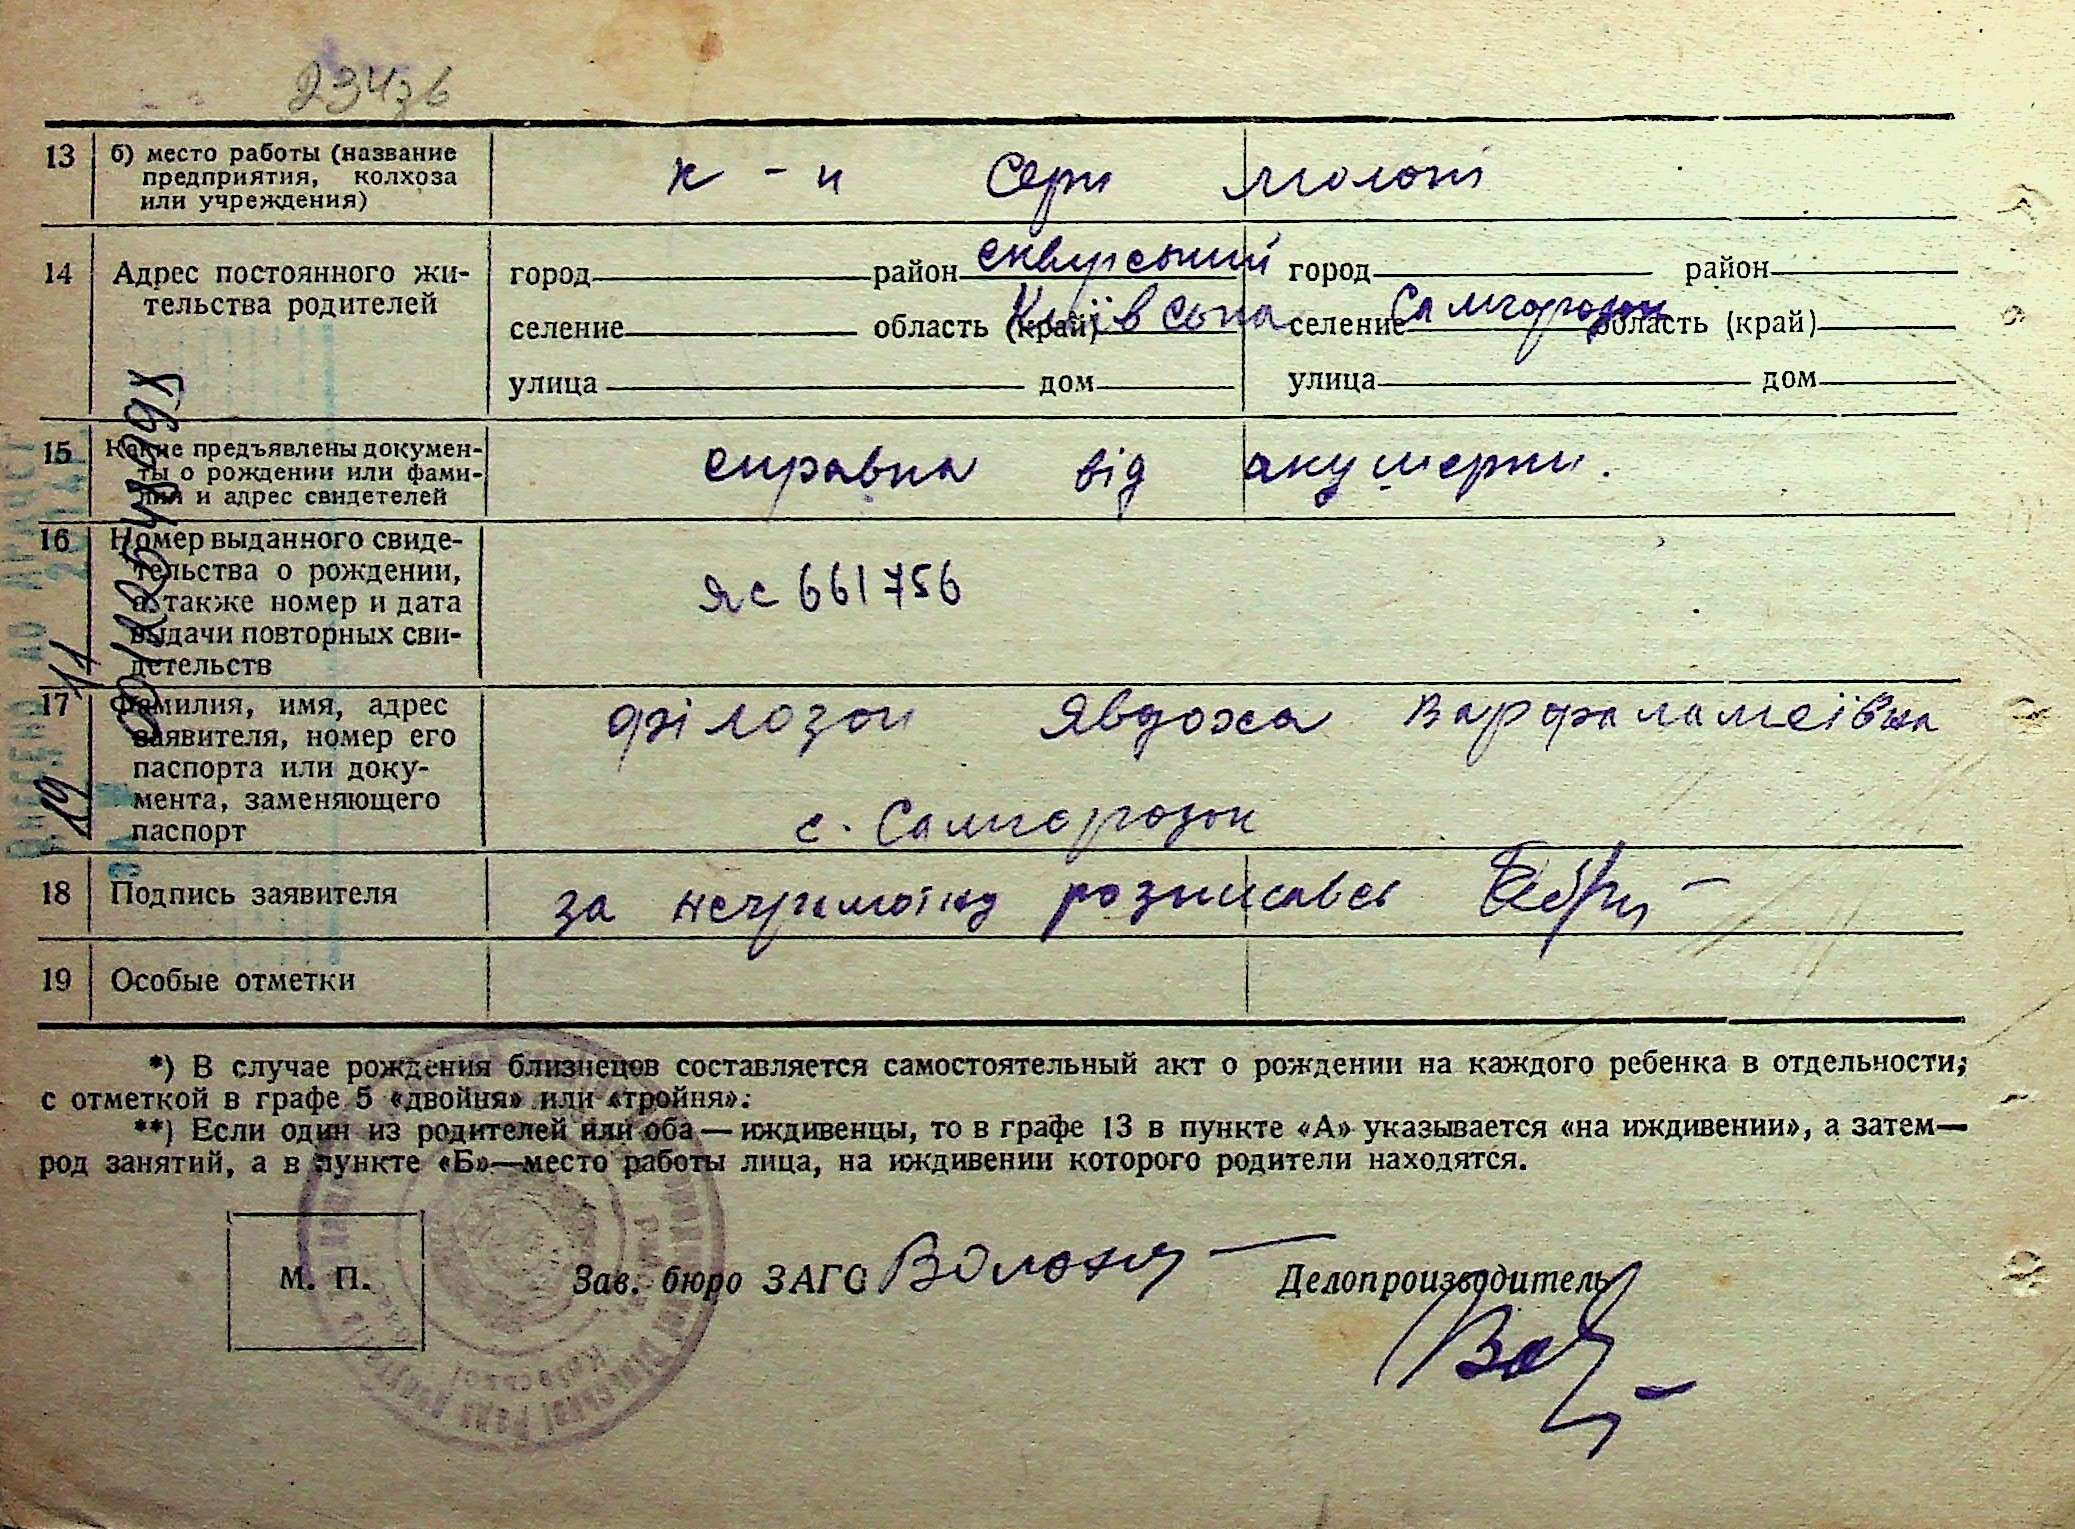 13 б) место работы (название предприятия, колхоза или учреждения)
к-п Серп молот
14 Адрес постоянного жительства родителей
город район сквирський город район
селение область (край) Київська селение Самгородок область (край)
улица дом улица дом
15 Какие предъявлены документы о рождении или фамилия и адрес свидетелей
справка від акушерки.
16 Номер выданного свидетельства о рождении, а также номер и дата выдачи повторных свидетельств
ЯС 661756
17 Фамилия, имя, адрес заявителя, номер его паспорта или документа, заменяющего паспорт
Філозоп Явдоха Варфаламеївна
с. Самгородок
18 Подпись заявителя
за розписавсь
19 Особые отметки
*) В случае рождения близнецов составляется самостоятельный акт о рождении на каждого ребенка в отдельности,
с отметкой в графе 5 «двойня» или «тройня».
**) Если один из родителей или оба — иждивенцы, то в графе 13 в пункте «А» указывается «на иждивении», а затем—
род занятий, а в пункте «Б»—место работы лица, на иждивении которого родители находятся.
М. П.
Зав. бюро ЗАГС
Делопроизводитель